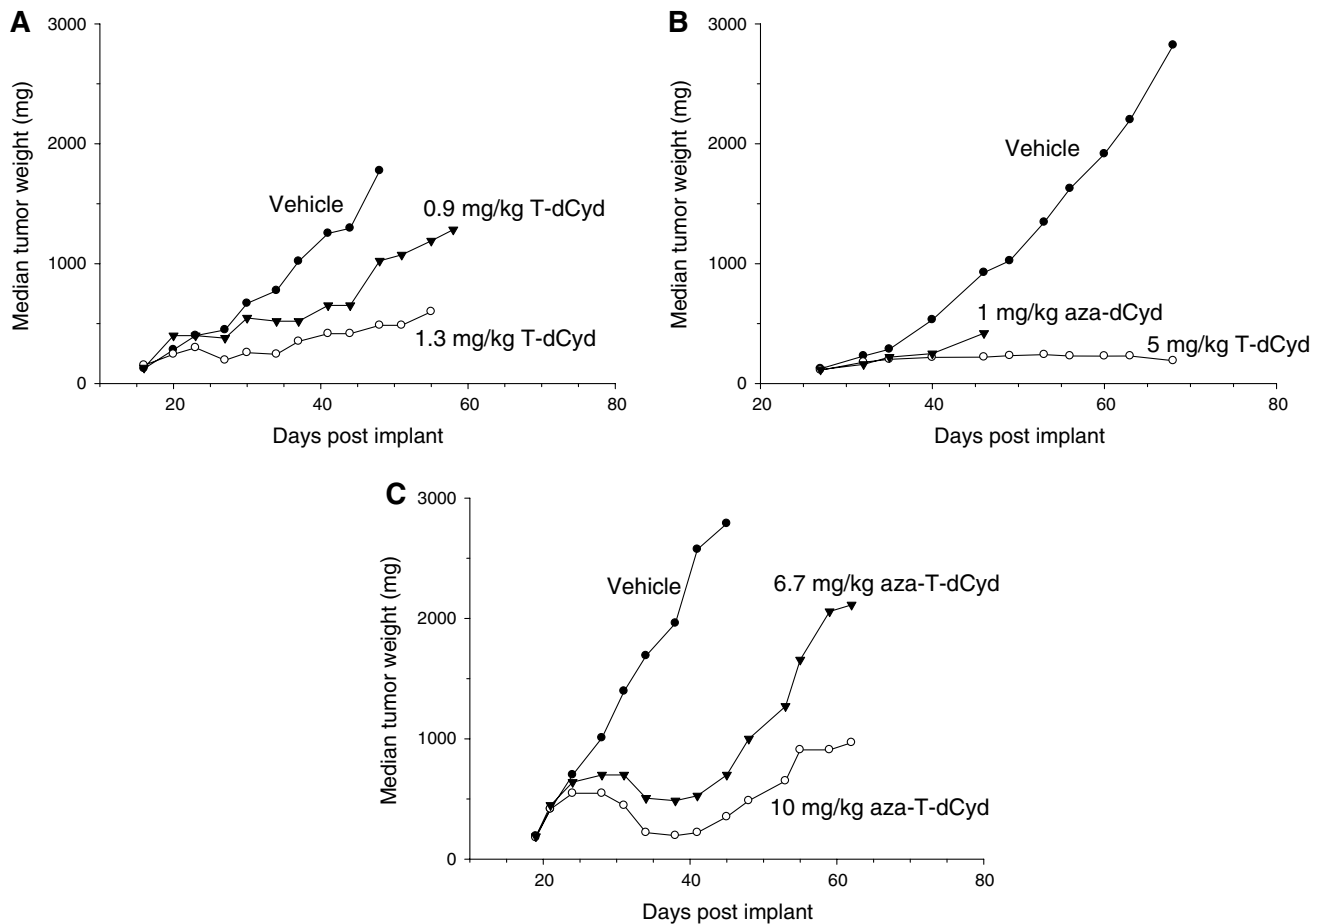 A
3000
2000
1000
0
Median tumor weight (mg)
Vehicle
0.9 mg/kg T-dCyd
1.3 mg/kg T-dCyd
20 40 60 80
Days post implant
B
3000
2000
1000
0
Median tumor weight (mg)
Vehicle
1 mg/kg aza-dCyd
5 mg/kg T-dCyd
20 40 60 80
Days post implant
C
3000
2000
1000
0
Median tumor weight (mg)
Vehicle
6.7 mg/kg aza-T-dCyd
10 mg/kg aza-T-dCyd
20 40 60 80
Days post implant